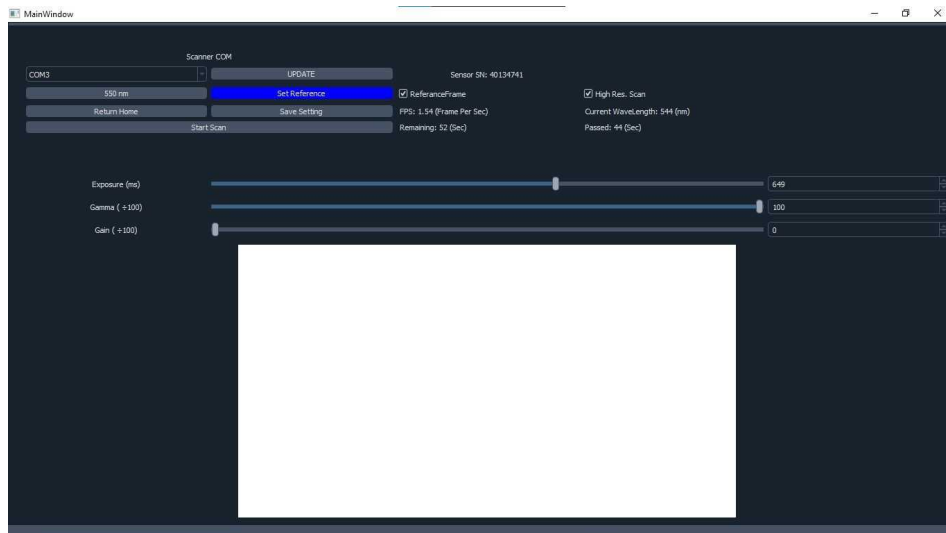 MainWindow
Scanner COM
COM3 UPDATE Sensor SN: 40134741
550 nm Set Reference ReferanceFrame High Res. Scan
Return Home Save Setting FPS: 1.54 (Frame Per Sec) Current WaveLength: 544 (nm)
Start Scan Remaining: 52 (Sec) Passed: 44 (Sec)
Exposure (ms) 649
Gamma ( ÷100) 100
Gain ( ÷100) 0